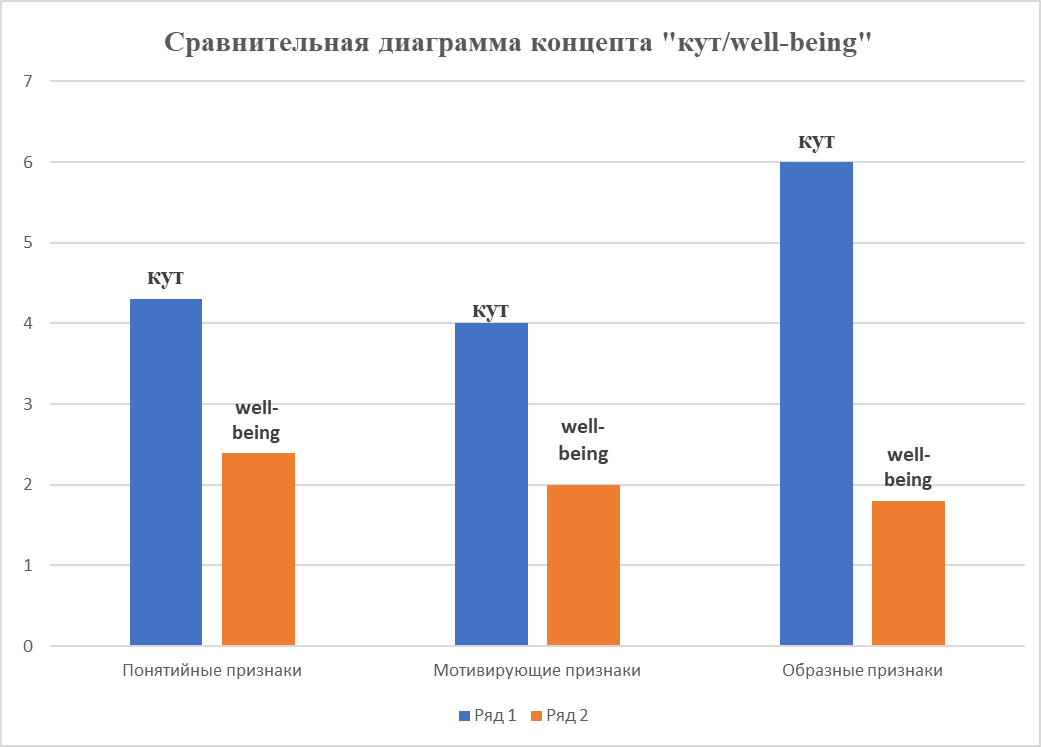 Сравнительная диаграмма концепта "кут/well-being"
7
6
5
4
3
2
1
0
кут
well-
being
кут
well-
being
кут
well-
being
Понятийные признаки
Мотивирующие признаки
Образные признаки
Ряд 1
Ряд 2